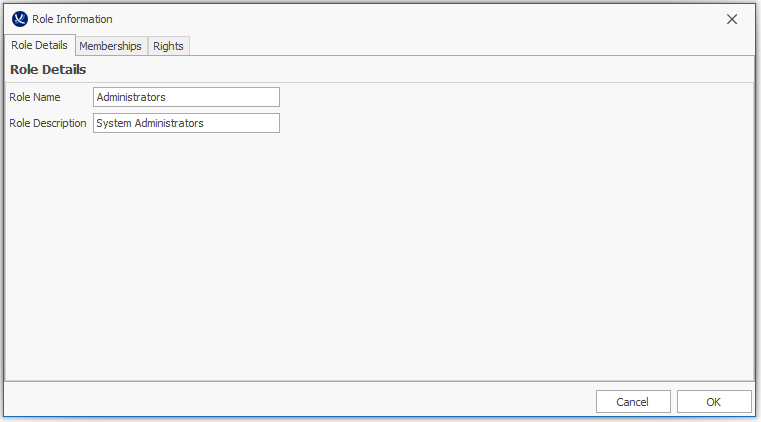 Role Information
Role Details Memberships Rights
Role Details
Role Name Administrators
Role Description System Administrators
Cancel OK